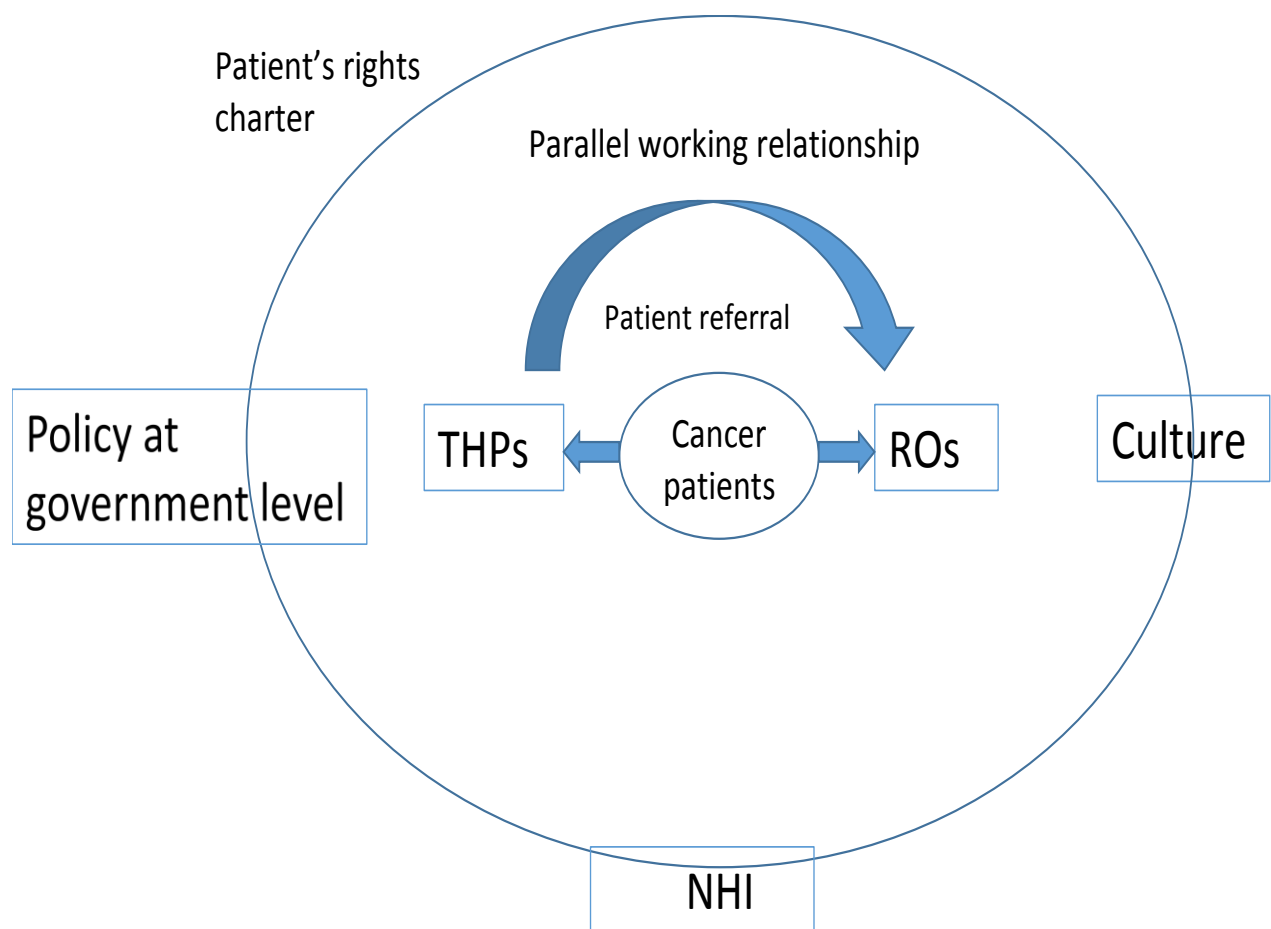 Patient’s rights
charter
Parallel working relationship
Patient referral
Policy at
government level
THPs
Cancer
patients
ROs
Culture
NHI